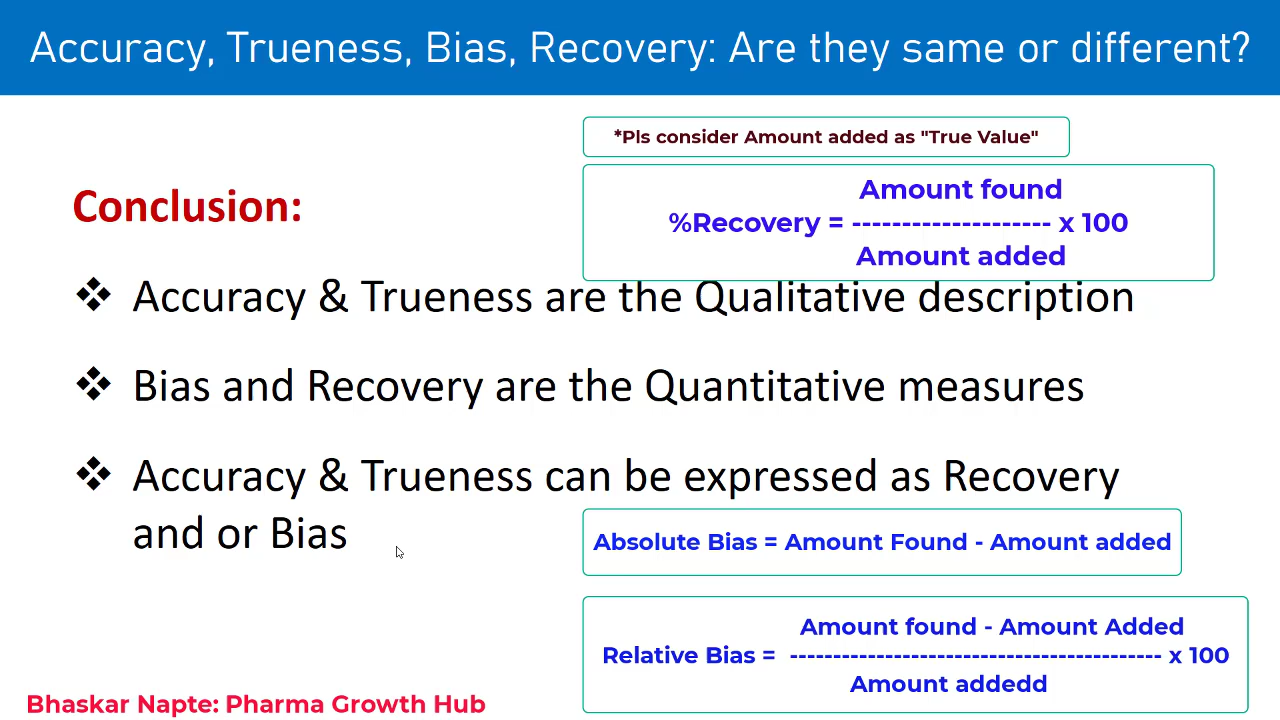 Accuracy, Trueness, Bias, Recovery: Are they same or different?
*Pls consider Amount added as "True Value"
Amount found
%Recovery = -------------------- x 100
Amount added
Conclusion:
❖ Accuracy & Trueness are the Qualitative description
❖ Bias and Recovery are the Quantitative measures
❖ Accuracy & Trueness can be expressed as Recovery
and or Bias
Absolute Bias = Amount Found - Amount added
Amount found - Amount Added
Relative Bias = ------------------------------------------- x 100
Amount addedd
Bhaskar Napte: Pharma Growth Hub